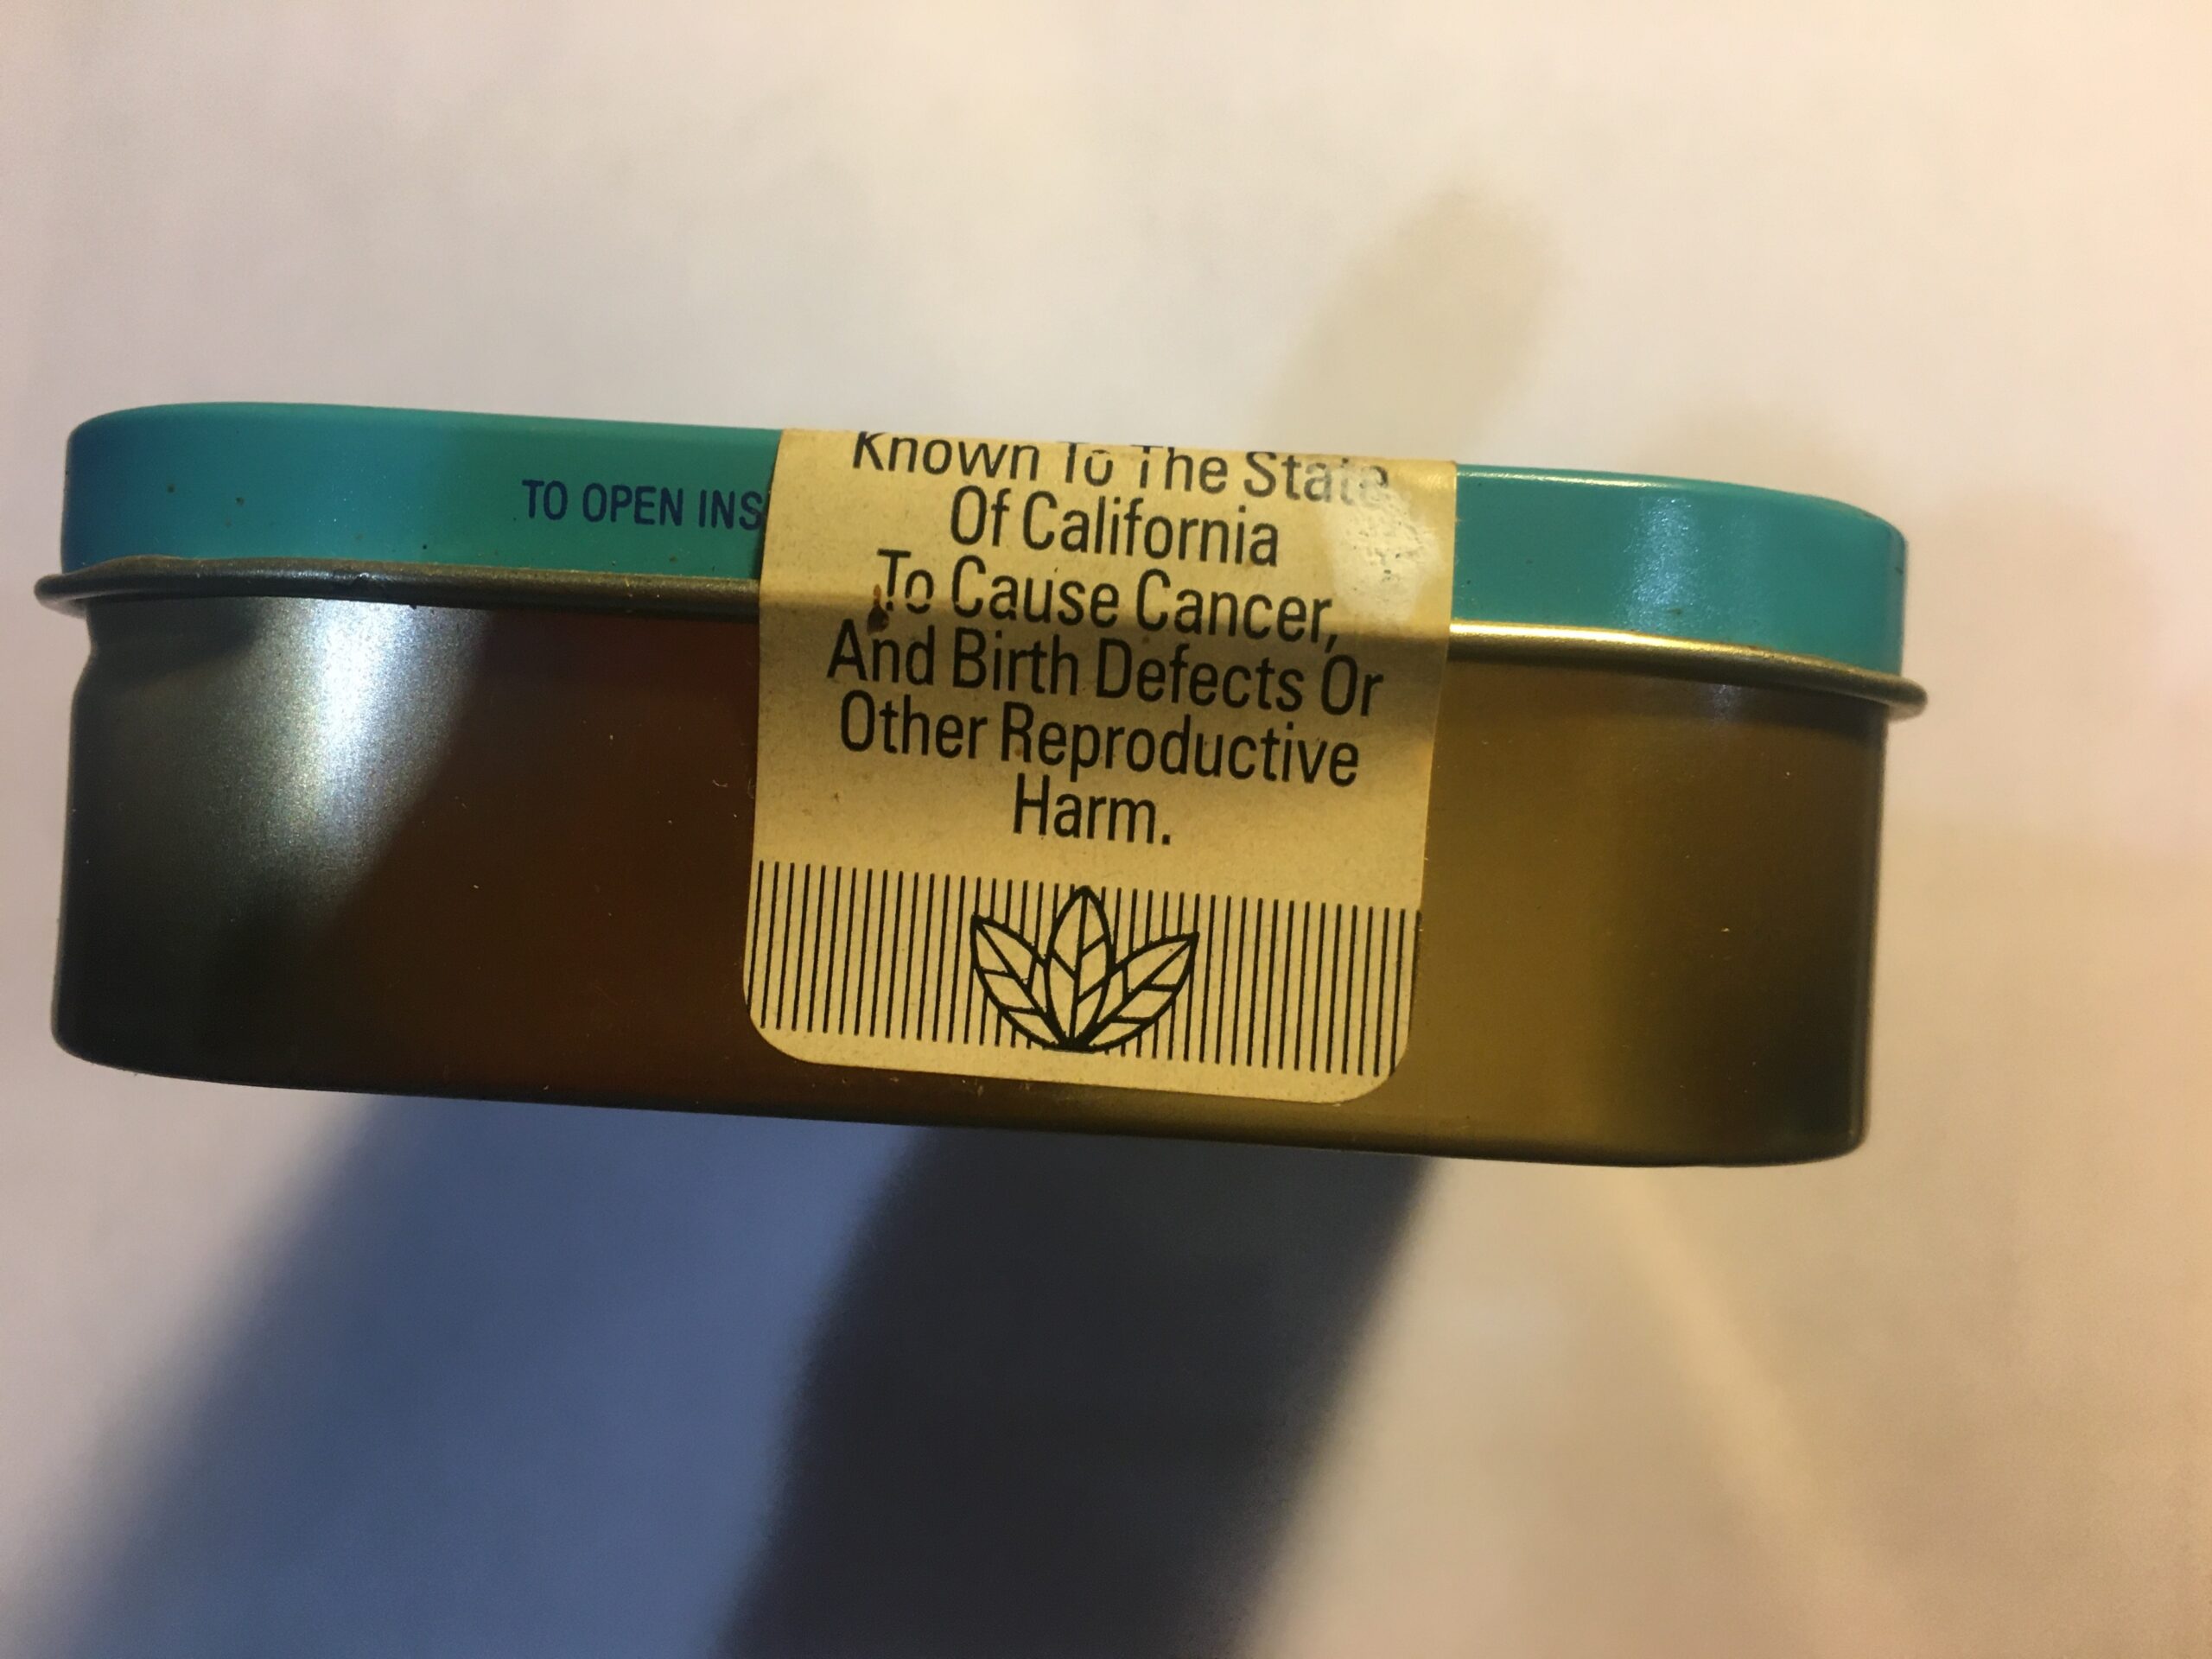 TO OPEN INS
Known To The State
Of California
To Cause Cancer,
And Birth Defects Or
Other Reproductive
Harm.